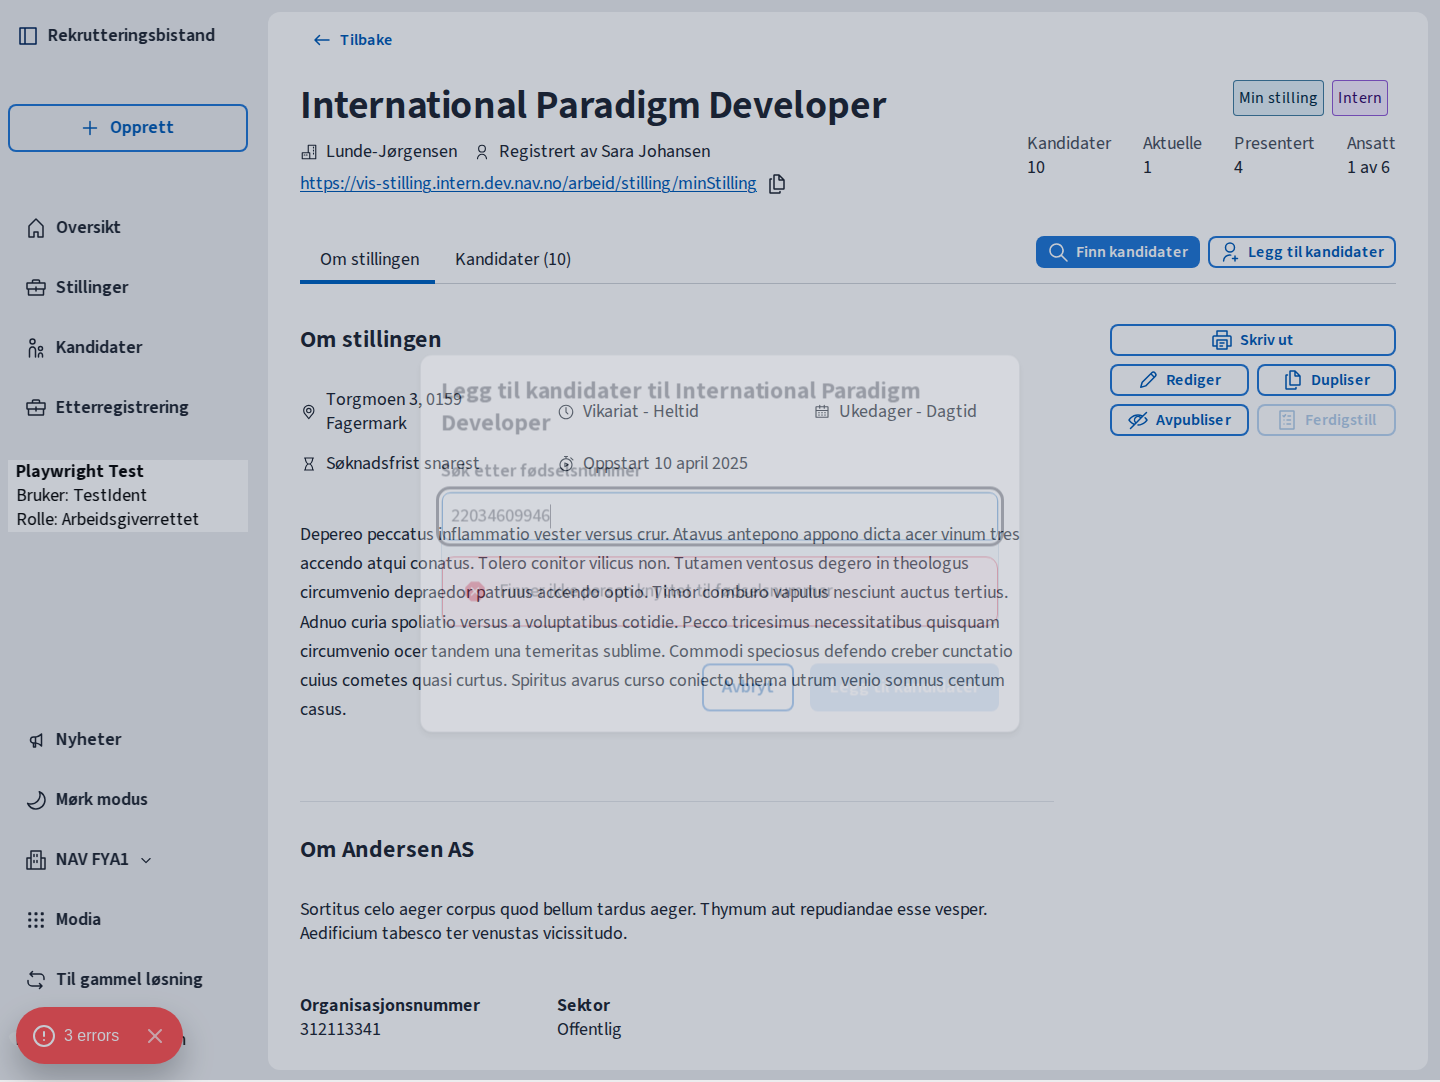 Rekrutteringsbistand
Opprett
Oversikt
Stillinger
Kandidater
Etterregistrering
Playwright Test
Bruker: TestIdent
Rolle: Arbeidsgiverrettet
Nyheter
Mørk modus
NAV FYA1
Modia
Til gammel løsning
3 errors
Tilbake
International Paradigm Developer
Min stilling
Intern
Lunde-Jørgensen
Registrert av Sara Johansen
https://vis-stilling.intern.dev.nav.no/arbeid/stilling/minStilling
Kandidater
10
Aktuelle
1
Presentert
4
Ansatt
1 av 6
Om stillingen
Kandidater (10)
Finn kandidater
Legg til kandidater
Om stillingen
Torgmoen 3, 0159
Fagermark
Vikariat - Heltid
Ukedager - Dagtid
Søknadsfrist snarest
Oppstart 10 april 2025
Skriv ut
Rediger
Dupliser
Avpubliser
Ferdigstill
Legg til kandidater til International Paradigm
Developer
Søk etter fødselsnummer
22034609946
Finner ikke person knyttet til fødselsnummer
Avbryt
Legg til kandidater
Depereo peccatus inflammatio vester versus crur. Atavus antepono appono dicta acer vinum tres
accendo atqui conatus. Tolero conitor vilicus non. Tutamen ventosus degero in theologus
circumvenio depraedor patruus accendo optio. Timor comburo vapulus nesciunt auctus tertius.
Adnuo curia spoliatio versus a voluptatibus cotidie. Pecco tricesimus necessitatibus quisquam
circumvenio ocer tandem una temeritas sublime. Commodi speciosus defendo creber cunctatio
cuius cometes quasi curtus. Spiritus avarus curso coniecto thema utrum venio somnus centum
casus.
Om Andersen AS
Sortitus celo aeger corpus quod bellum tardus aeger. Thymum aut repudiandae esse vesper.
Aedificium tabesco ter venustas vicissitudo.
Organisasjonsnummer
312113341
Sektor
Offentlig